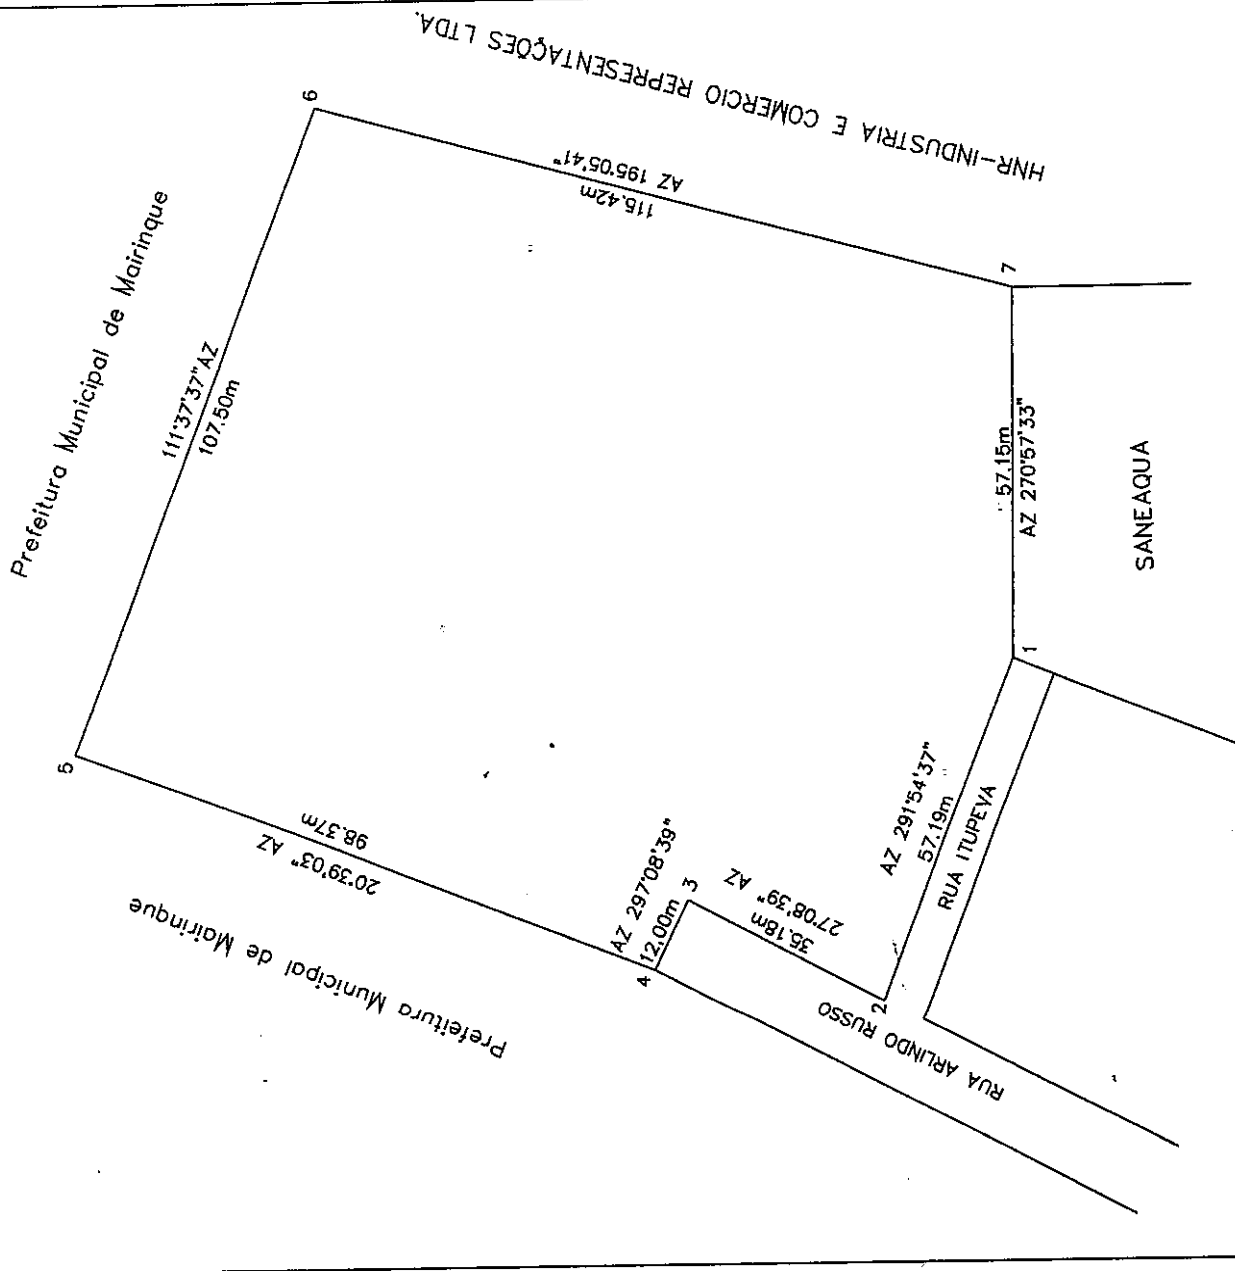 HNR-INDUSTRIA E COMERCIO REPRESENTAÇÕES LTDA.
6
Prefeitura Municipal de Mairinque
AZ 195°05'41"
115.42m
111°37'37" AZ
107.50m
7
57.15m
AZ 270°57'33"
SANEAQUA
1
5
98.37m
20°39'03" AZ
Prefeitura Municipal de Mairinque
AZ 297°08'39"
12.00m
3
4
27°08'39" AZ
35.18m
AZ 291°54'37"
57.19m
RUA ITUPEVA
2
RUA ARLINDO RUSSO